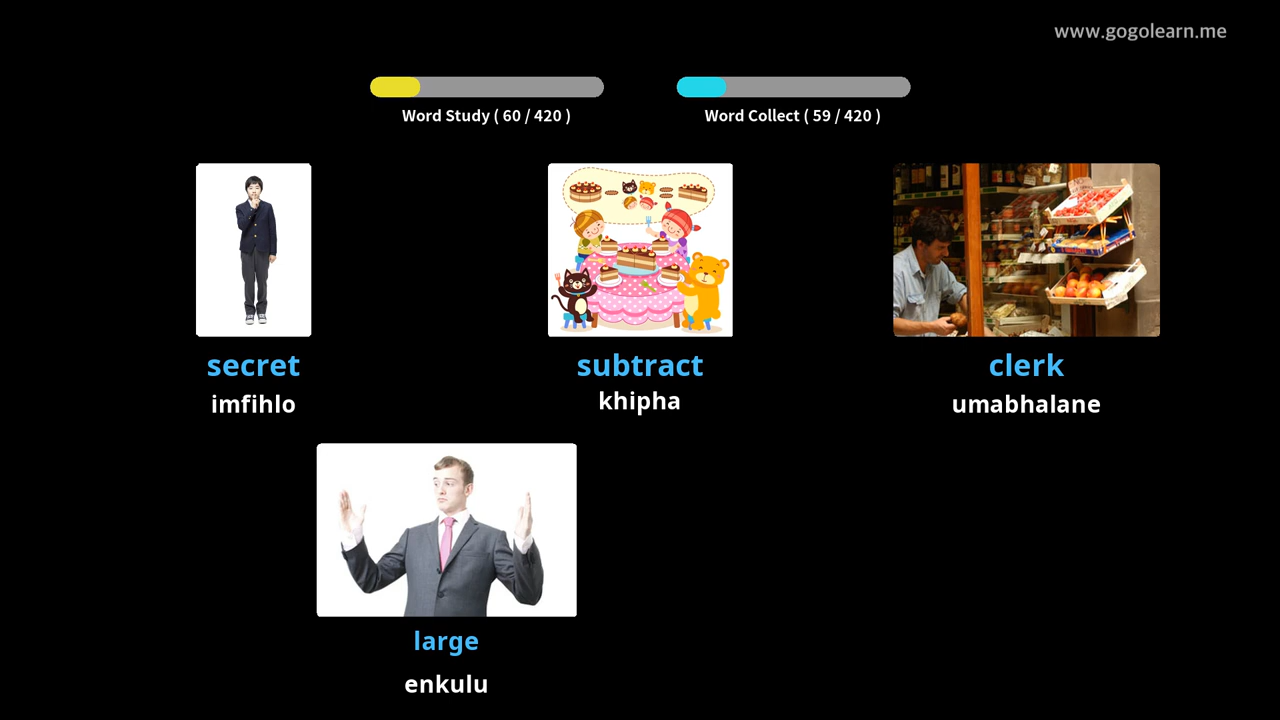 www.gogolearn.me
Word Study ( 60 / 420 )
Word Collect ( 59 / 420 )
secret
imfihlo
subtract
khipha
clerk
umabhalane
large
enkulu